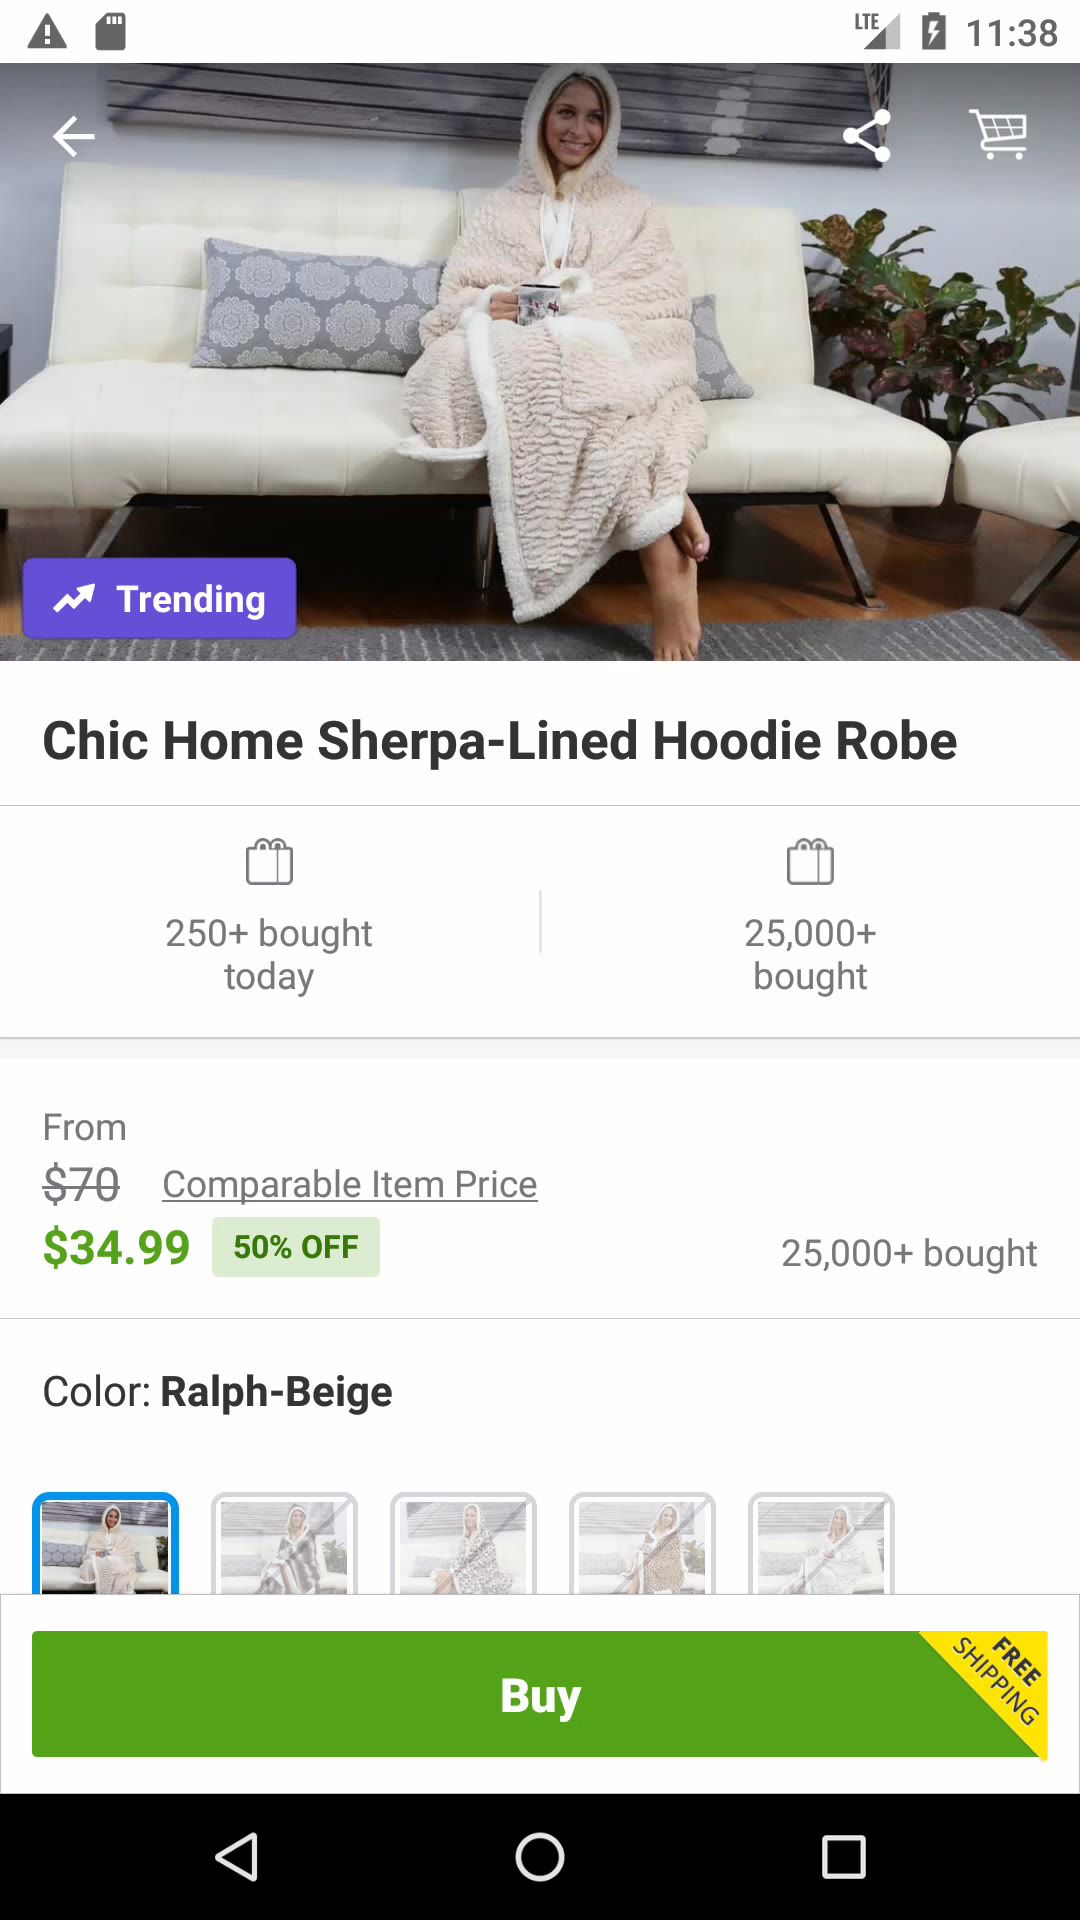 LTE 11:38
Trending
Chic Home Sherpa-Lined Hoodie Robe
250+ bought
today
25,000+
bought
From
$70 Comparable Item Price
$34.99 50% OFF
25,000+ bought
Color: Ralph-Beige
Buy
FREE
SHIPPING